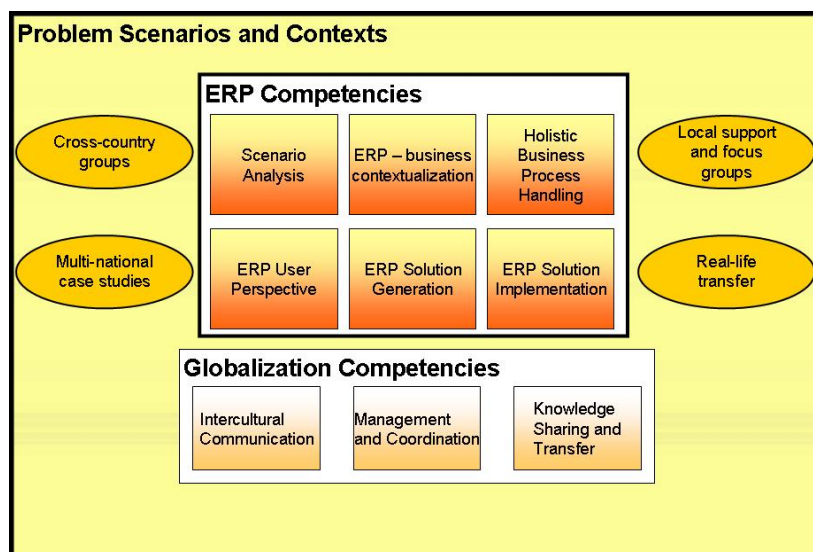 Problem Scenarios and Contexts
ERP Competencies
Cross-country
groups
Scenario
Analysis
ERP – business
contextualization
Holistic
Business
Process
Handling
Local support
and focus
groups
Multi-national
case studies
ERP User
Perspective
ERP Solution
Generation
ERP Solution
Implementation
Real-life
transfer
Globalization Competencies
Intercultural
Communication
Management
and Coordination
Knowledge
Sharing and
Transfer